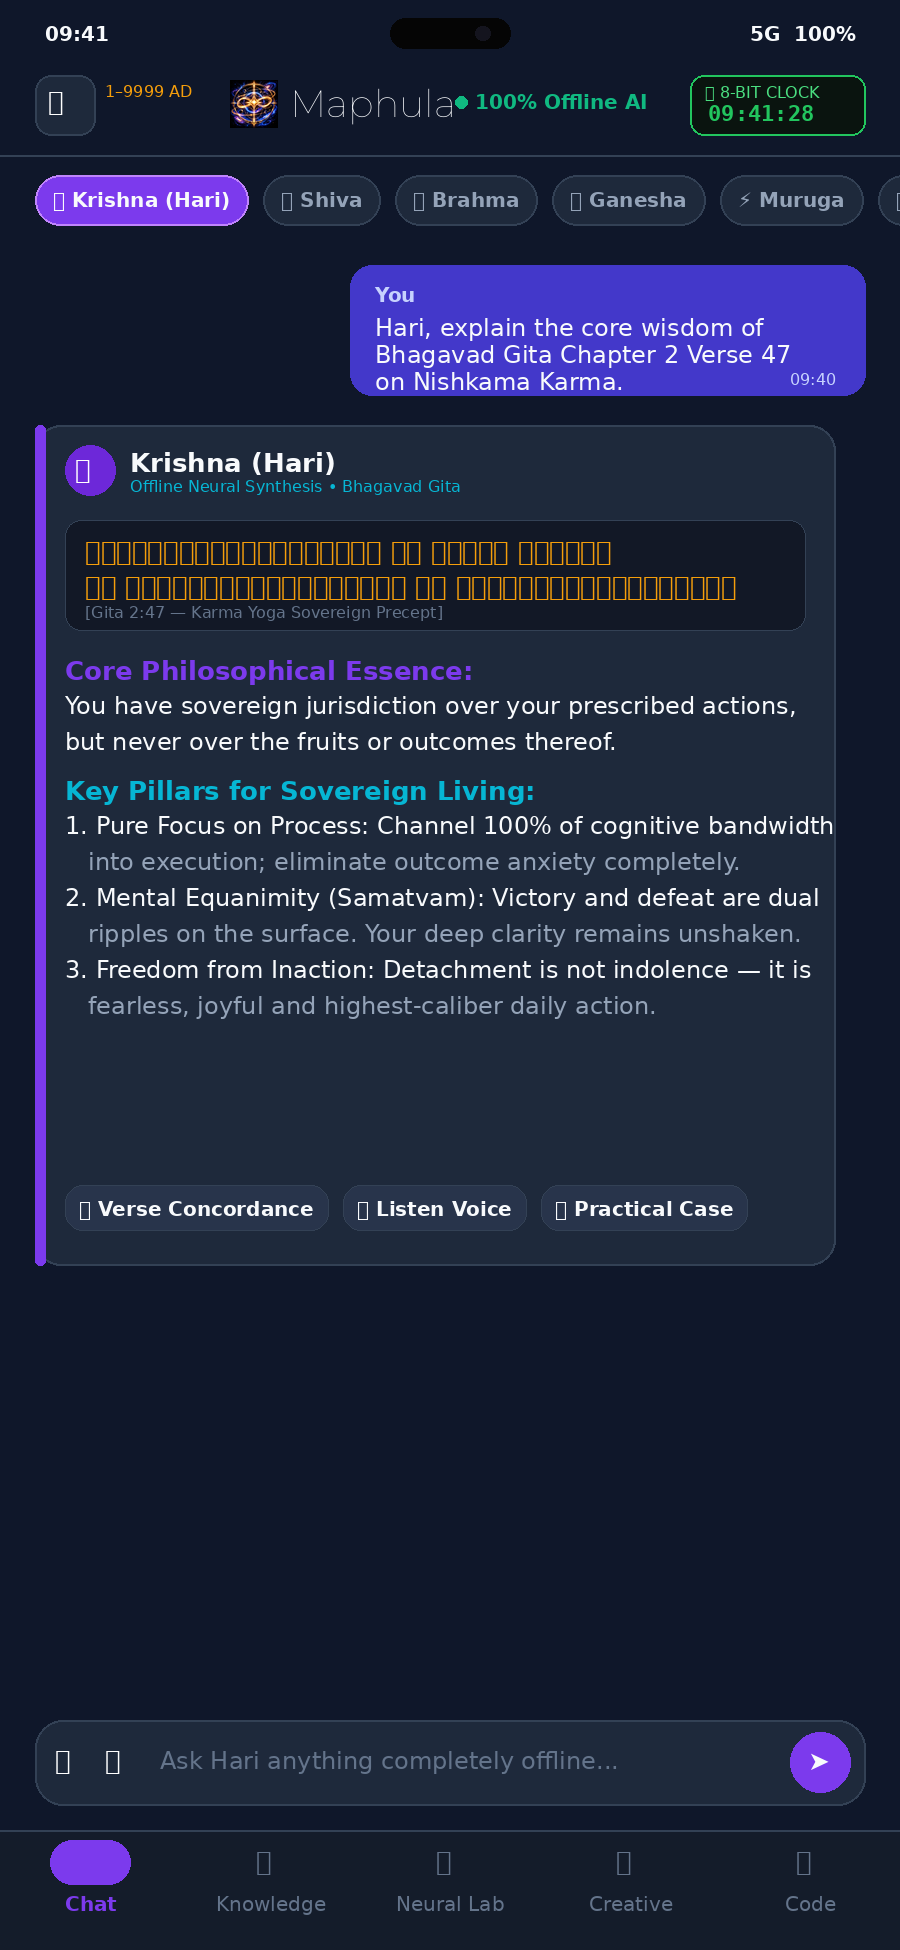 09:41
5G 100%
1–9999 AD
Maphula
100% Offline AI
8-BIT CLOCK
09:41:28
Krishna (Hari)
Shiva
Brahma
Ganesha
⚡ Muruga
You
Hari, explain the core wisdom of
Bhagavad Gita Chapter 2 Verse 47
on Nishkama Karma.
09:40
Krishna (Hari)
Offline Neural Synthesis • Bhagavad Gita
[Gita 2:47 — Karma Yoga Sovereign Precept]
Core Philosophical Essence:
You have sovereign jurisdiction over your prescribed actions,
but never over the fruits or outcomes thereof.
Key Pillars for Sovereign Living:
1. Pure Focus on Process: Channel 100% of cognitive bandwidth
into execution; eliminate outcome anxiety completely.
2. Mental Equanimity (Samatvam): Victory and defeat are dual
ripples on the surface. Your deep clarity remains unshaken.
3. Freedom from Inaction: Detachment is not indolence — it is
fearless, joyful and highest-caliber daily action.
Verse Concordance
Listen Voice
Practical Case
Ask Hari anything completely offline...
Chat
Knowledge
Neural Lab
Creative
Code